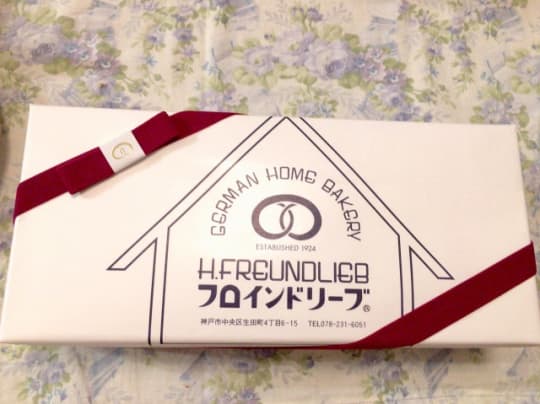 GERMAN HOME BAKERY
ESTABLISHED 1924
H.FREUNDLIEB
フロインドリーブ®
神戸市中央区生田町4丁目6-15 TEL078-231-6051